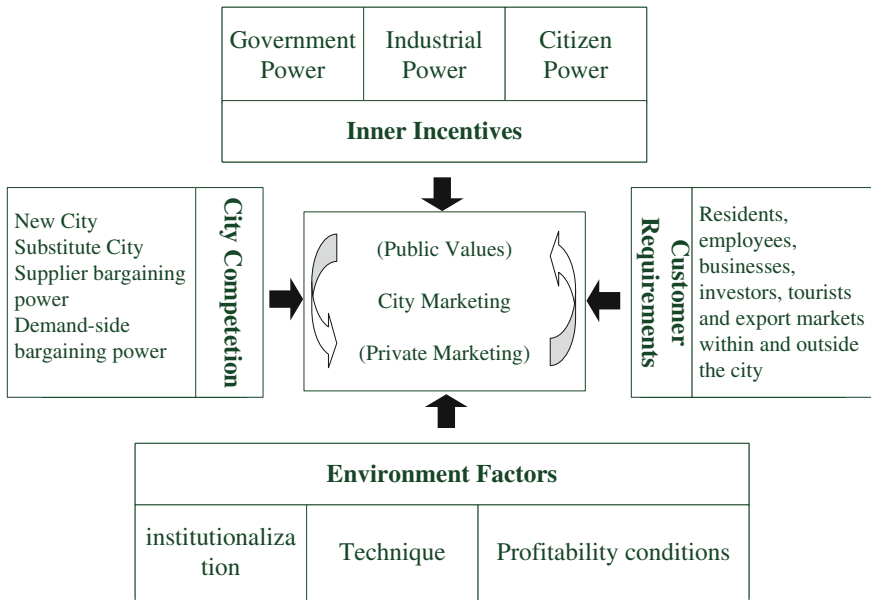 Government
Power
Industrial
Power
Citizen
Power
Inner Incentives
New City
Substitute City
Supplier bargaining
power
Demand-side
bargaining power
City Competetion
(Public Values)
City Marketing
(Private Marketing)
Customer
Requirements
Residents,
employees,
businesses,
investors, tourists
and export markets
within and outside
the city
Environment Factors
institutionaliza
tion
Technique
Profitability conditions